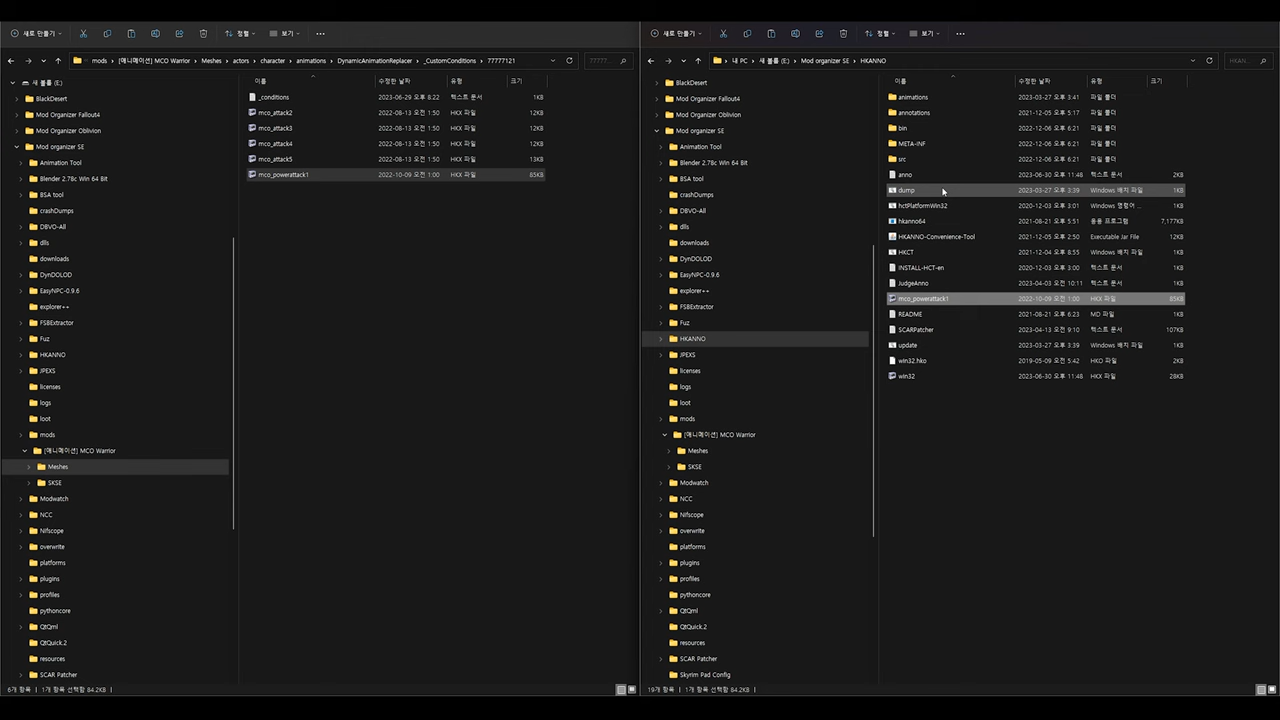 새로 만들기
정렬
보기
mods > [애니메이션] MCO Warrior > Meshes > actors > character > animations > DynamicAnimationReplacer > _CustomConditions > 77777121
77777...
새 볼륨 (E:)
BlackDesert
Mod Organizer Fallout4
Mod Organizer Oblivion
Mod organizer SE
Animation Tool
Blender 2.78c Win 64 Bit
BSA tool
crashDumps
DBVO-All
dlls
downloads
DynDOLOD
EasyNPC-0.9.6
explorer++
FSBExtractor
Fuz
HKANNO
JPEXS
licenses
logs
loot
mods
[애니메이션] MCO Warrior
Meshes
SKSE
Modwatch
NCC
Nifscope
overwrite
platforms
plugins
profiles
pythoncore
QtQml
QtQuick.2
resources
SCAR Patcher
이름 수정한 날짜 유형 크기
_conditions 2023-06-29 오후 8:22 텍스트 문서 1KB
mco_attack2 2022-08-13 오전 1:50 HKX 파일 12KB
mco_attack3 2022-08-13 오전 1:50 HKX 파일 12KB
mco_attack4 2022-08-13 오전 1:50 HKX 파일 12KB
mco_attack5 2022-08-13 오전 1:50 HKX 파일 13KB
mco_powerattack1 2022-10-09 오전 1:00 HKX 파일 85KB
6개 항목 1개 항목 선택함 84.2KB
새로 만들기
정렬
보기
내 PC > 새 볼륨 (E:) > Mod organizer SE > HKANNO
HKAN...
BlackDesert
Mod Organizer Fallout4
Mod Organizer Oblivion
Mod organizer SE
Animation Tool
Blender 2.78c Win 64 Bit
BSA tool
crashDumps
DBVO-All
dlls
downloads
DynDOLOD
EasyNPC-0.9.6
explorer++
FSBExtractor
Fuz
HKANNO
JPEXS
licenses
logs
loot
mods
[애니메이션] MCO Warrior
Meshes
SKSE
Modwatch
NCC
Nifscope
overwrite
platforms
plugins
profiles
pythoncore
QtQml
QtQuick.2
resources
SCAR Patcher
Skyrim Pad Config
이름 수정한 날짜 유형 크기
animations 2023-03-27 오후 3:41 파일 폴더
annotations 2021-12-05 오후 5:17 파일 폴더
bin 2022-12-06 오후 6:21 파일 폴더
META-INF 2022-12-06 오후 6:21 파일 폴더
src 2022-12-06 오후 6:21 파일 폴더
anno 2023-06-30 오후 11:48 텍스트 문서 2KB
dump 2023-03-27 오후 3:39 Windows 배치 파일 1KB
hctPlatformWin32 2020-12-03 오후 3:01 Windows 명령어 ... 1KB
hkanno64 2021-08-21 오후 5:51 응용 프로그램 7,177KB
HKANNO-Convenience-Tool 2021-12-05 오후 2:50 Executable Jar File 12KB
HKCT 2021-12-04 오후 8:55 Windows 배치 파일 1KB
INSTALL-HCT-en 2020-12-03 오후 3:00 텍스트 문서 1KB
JudgeAnno 2023-04-03 오전 10:11 텍스트 문서 1KB
mco_powerattack1 2022-10-09 오전 1:00 HKX 파일 85KB
README 2021-08-21 오후 6:23 MD 파일 1KB
SCARPatcher 2023-04-13 오전 9:10 텍스트 문서 107KB
update 2023-03-27 오후 3:39 Windows 배치 파일 1KB
win32.hko 2019-05-09 오전 5:42 HKO 파일 2KB
win32 2023-06-30 오후 11:48 HKX 파일 28KB
19개 항목 1개 항목 선택함 84.2KB